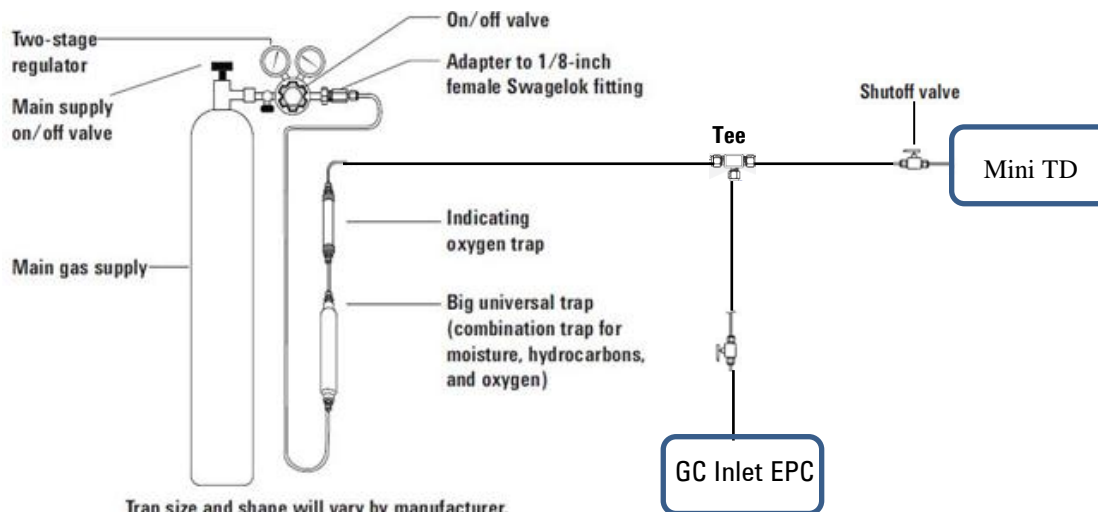 Two-stage
regulator
Main supply
on/off valve
Main gas supply
On/off valve
Adapter to 1/8-inch
female Swagelok fitting
Indicating
oxygen trap
Big universal trap
(combination trap for
moisture, hydrocarbons,
and oxygen)
Tee
Shutoff valve
Mini TD
GC Inlet EPC
Trap size and shape will vary by manufacturer.